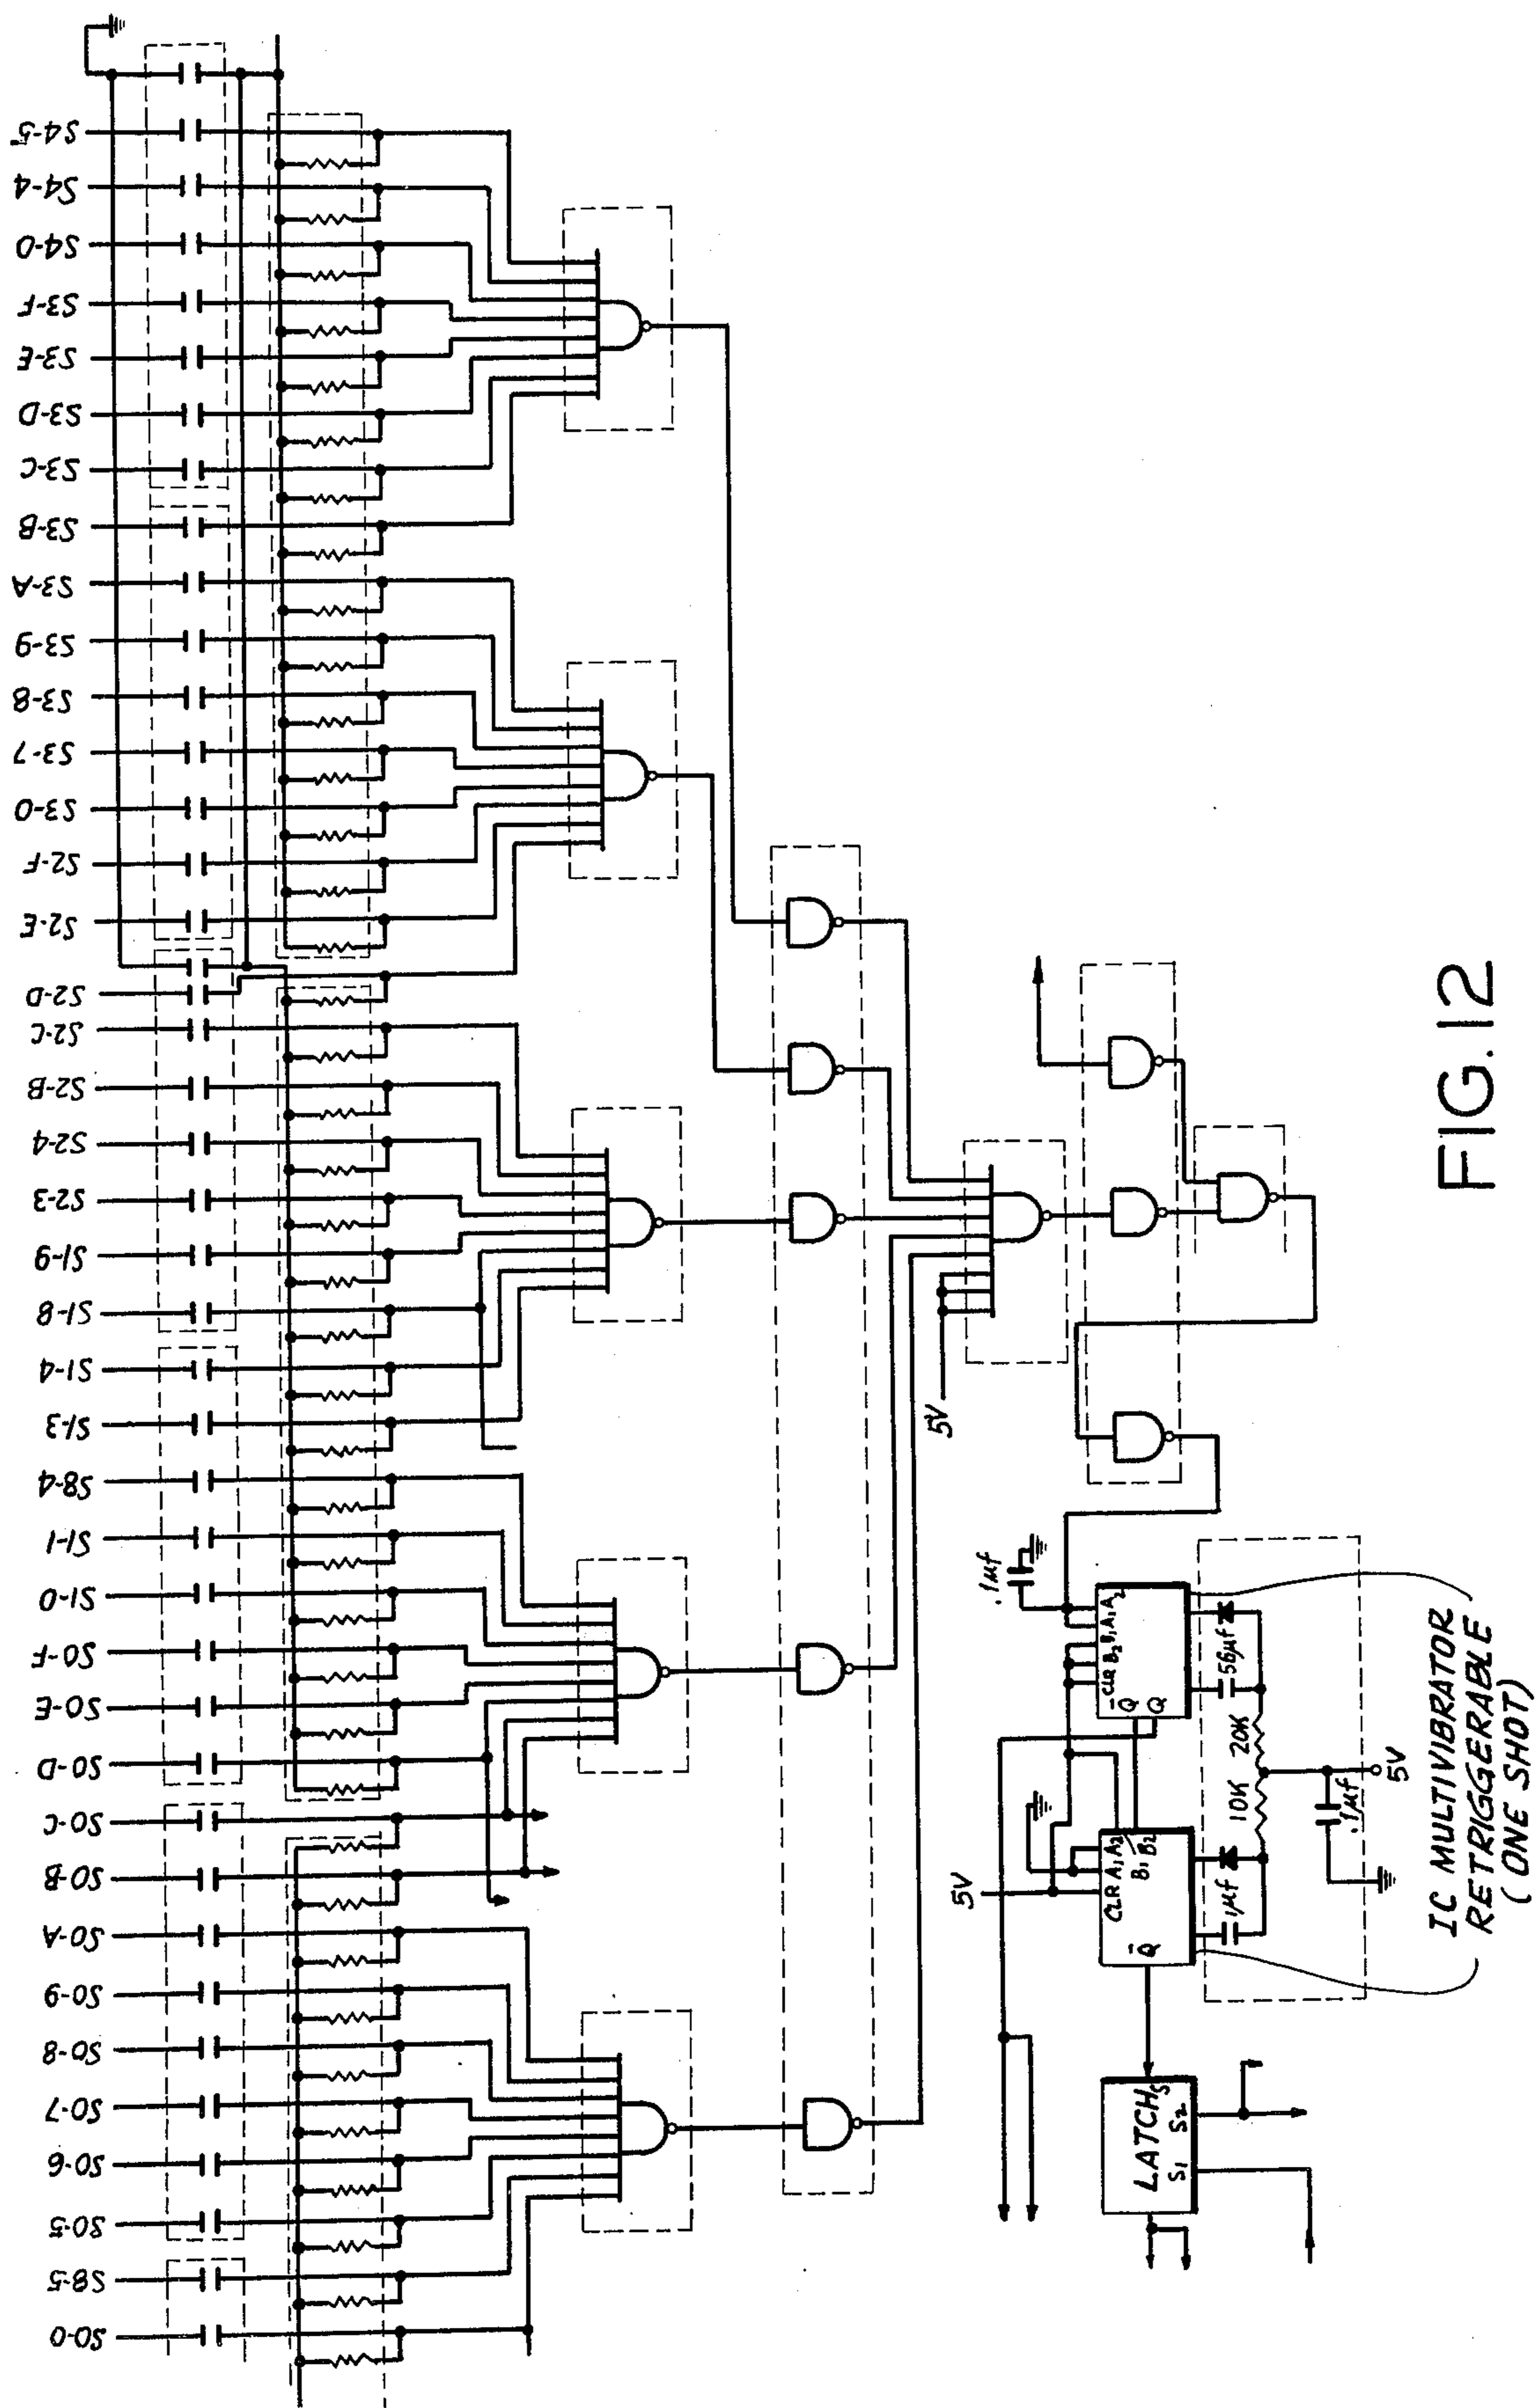 S4-5
S4-4
S4-0
S3-F
S3-E
S3-D
S3-C
S3-B
S3-A
S3-9
S3-8
S3-7
S3-0
S2-F
S2-E
S2-D
S2-C
S2-B
S2-4
S2-3
S1-9
S1-8
S1-4
S1-3
S8-4
S1-1
S1-0
S0-F
S0-E
S0-D
S0-C
S0-B
S0-A
S0-9
S0-8
S0-7
S0-6
S0-5
S8-5
S0-0
5V
.1µf
CLR B2 B1 A1 A2
Q̄
Q
56µf
20K
10K
.1µf
5V
5V
CLR A1 A2
B1 B2
Q̄
1µf
LATCH
S
S1 S2
IC MULTIVIBRATOR
RETRIGGERABLE
(ONE SHOT)
FIG.12